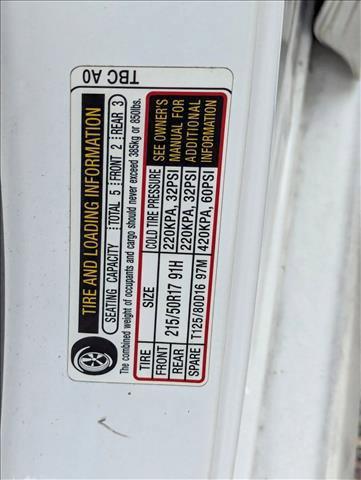 TIRE AND LOADING INFORMATION
SEATING CAPACITY TOTAL 5 FRONT 2 REAR 3
The combined weight of occupants and cargo should never exceed 385kg or 850lbs.
TIRE SIZE COLD TIRE PRESSURE SEE OWNER'S
FRONT 215/50R17 91H 220KPA, 32PSI MANUAL FOR
REAR 220KPA, 32PSI ADDITIONAL
SPARE T125/80D16 97M 420KPA, 60PSI INFORMATION
TBC A0